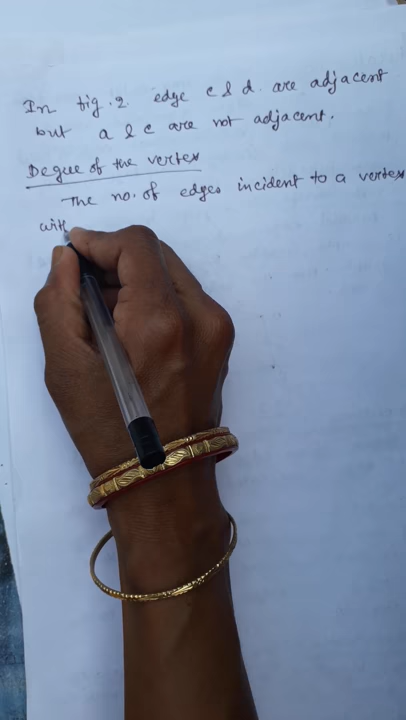 In fig. 2. edge c & d. are adjacent
but a & c are not adjacent.
Degree of the vertex
The no. of edges incident to a vertex
with